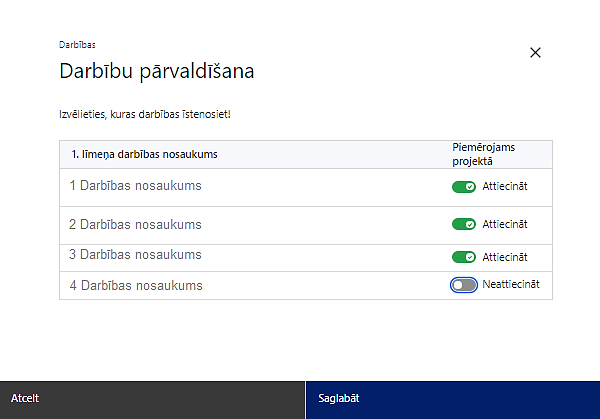 Darbības
Darbību pārvaldīšana
Izvēlieties, kuras darbības īstenosiet!
1. līmeņa darbības nosaukums
Piemērojams
projektā
1 Darbības nosaukums
Attiecināt
2 Darbības nosaukums
Attiecināt
3 Darbības nosaukums
Attiecināt
4 Darbības nosaukums
Neattiecināt
Atcelt
Saglabāt